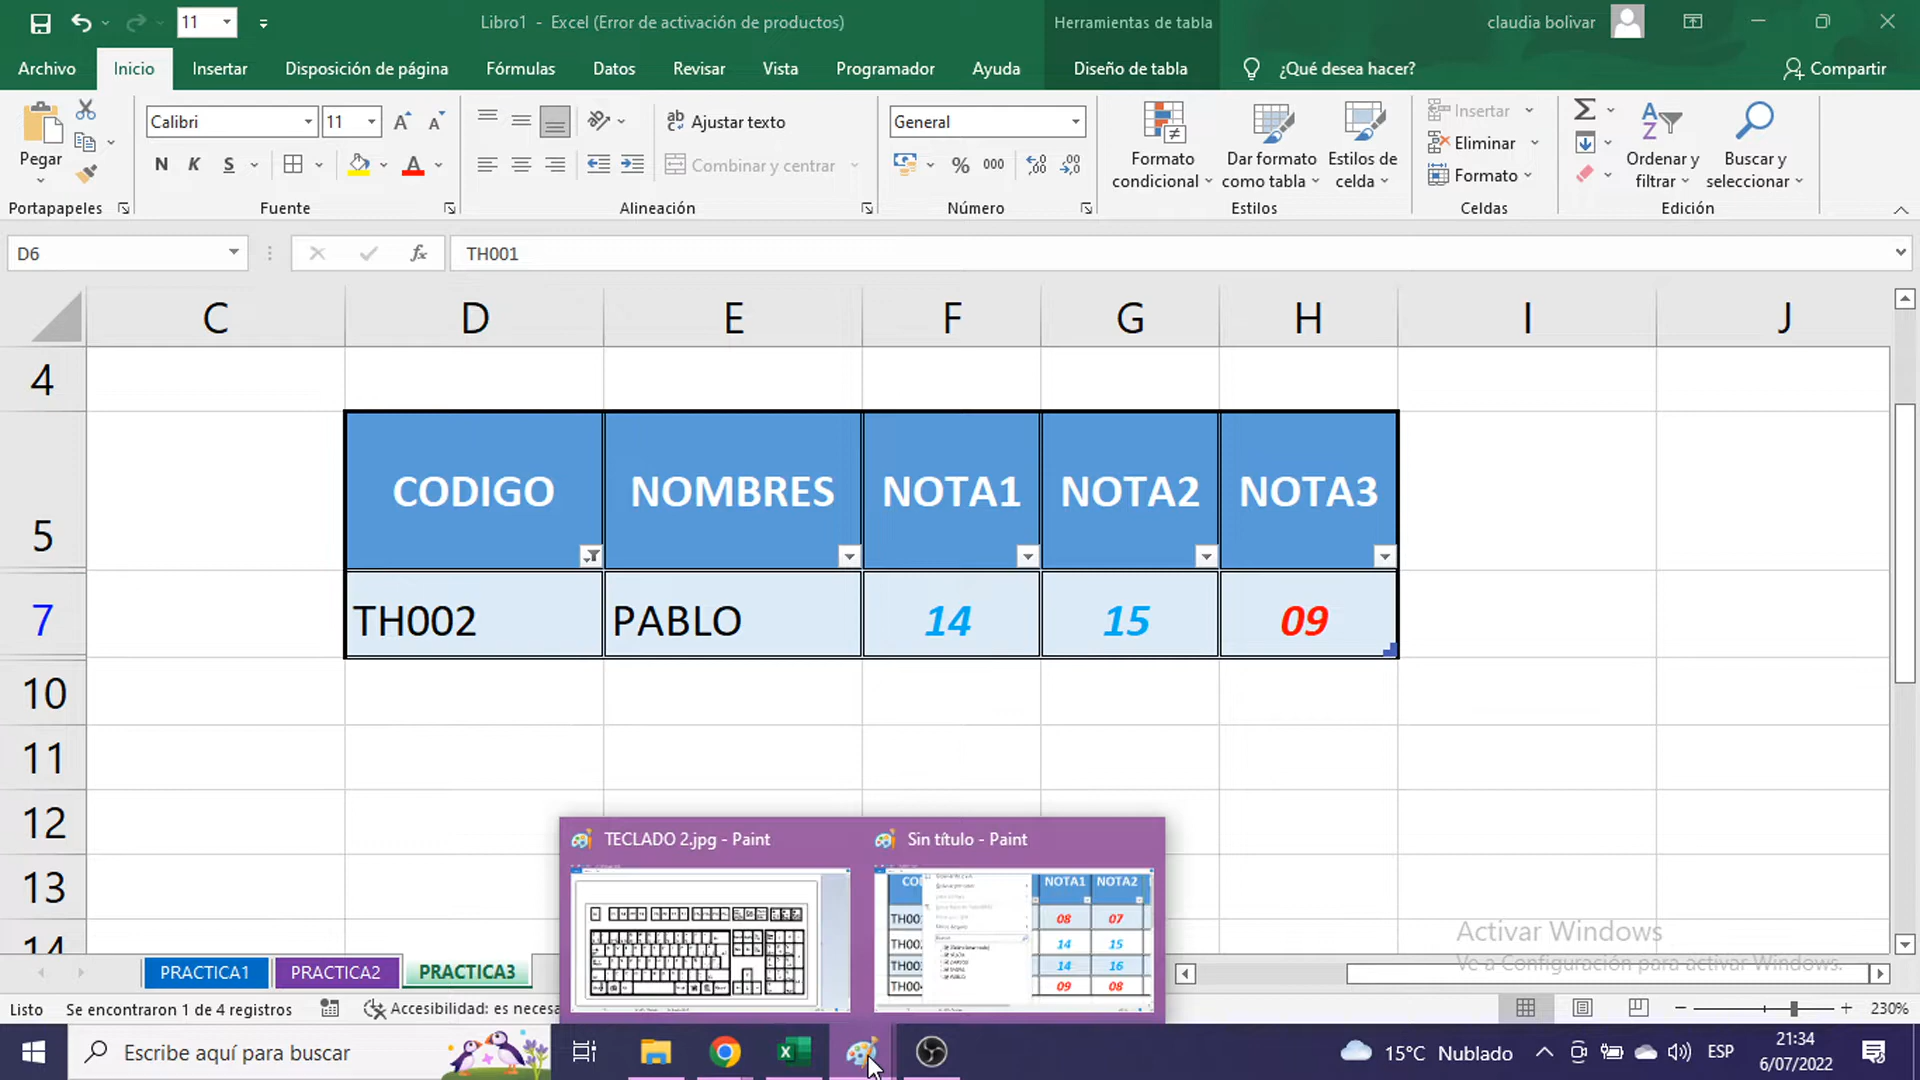 11
Libro1 - Excel (Error de activación de productos)
Herramientas de tabla
claudia bolivar
Archivo
Inicio
Insertar
Disposición de página
Fórmulas
Datos
Revisar
Vista
Programador
Ayuda
Diseño de tabla
¿Qué desea hacer?
Compartir
Pegar
Calibri
11
N K S
Ajustar texto
Combinar y centrar
General
% 000
Formato condicional
Dar formato como tabla
Estilos de celda
Insertar
Eliminar
Formato
Ordenar y filtrar
Buscar y seleccionar
Portapapeles
Fuente
Alineación
Número
Estilos
Celdas
Edición
D6
fx
TH001
C D E F G H I J
4
5 CODIGO NOMBRES NOTA1 NOTA2 NOTA3
7 TH002 PABLO 14 15 09
10
11
12
13
14
TECLADO 2.jpg - Paint
Sin título - Paint
NOTA1 NOTA2
08 07
14 15
14 16
09 08
Activar Windows
Ve a Configuración para activar Windows.
PRACTICA1
PRACTICA2
PRACTICA3
Listo
Se encontraron 1 de 4 registros
Accesibilidad: es necesa
230%
Escribe aquí para buscar
15°C Nublado
ESP
21:34
6/07/2022